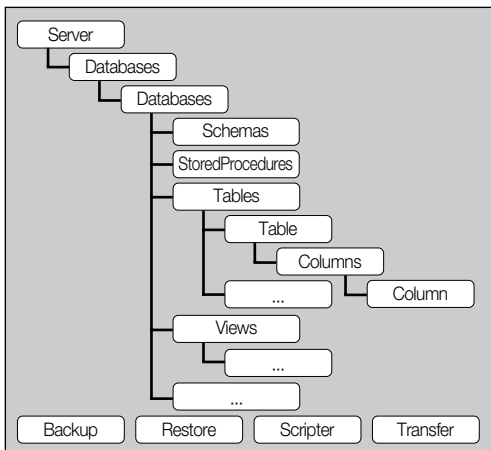 Server
Databases
Databases
Schemas
StoredProcedures
Tables
Table
Columns
Column
...
Views
...
...
Backup
Restore
Scripter
Transfer